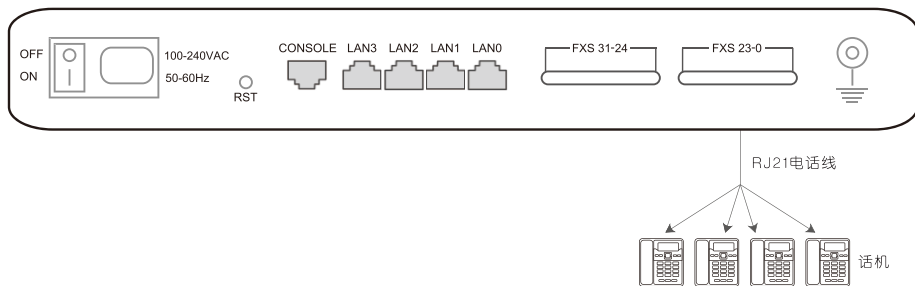 OFF
ON
100-240VAC
50-60Hz
RST
CONSOLE LAN3 LAN2 LAN1 LAN0
FXS 31-24
FXS 23-0
RJ21电话线
话机